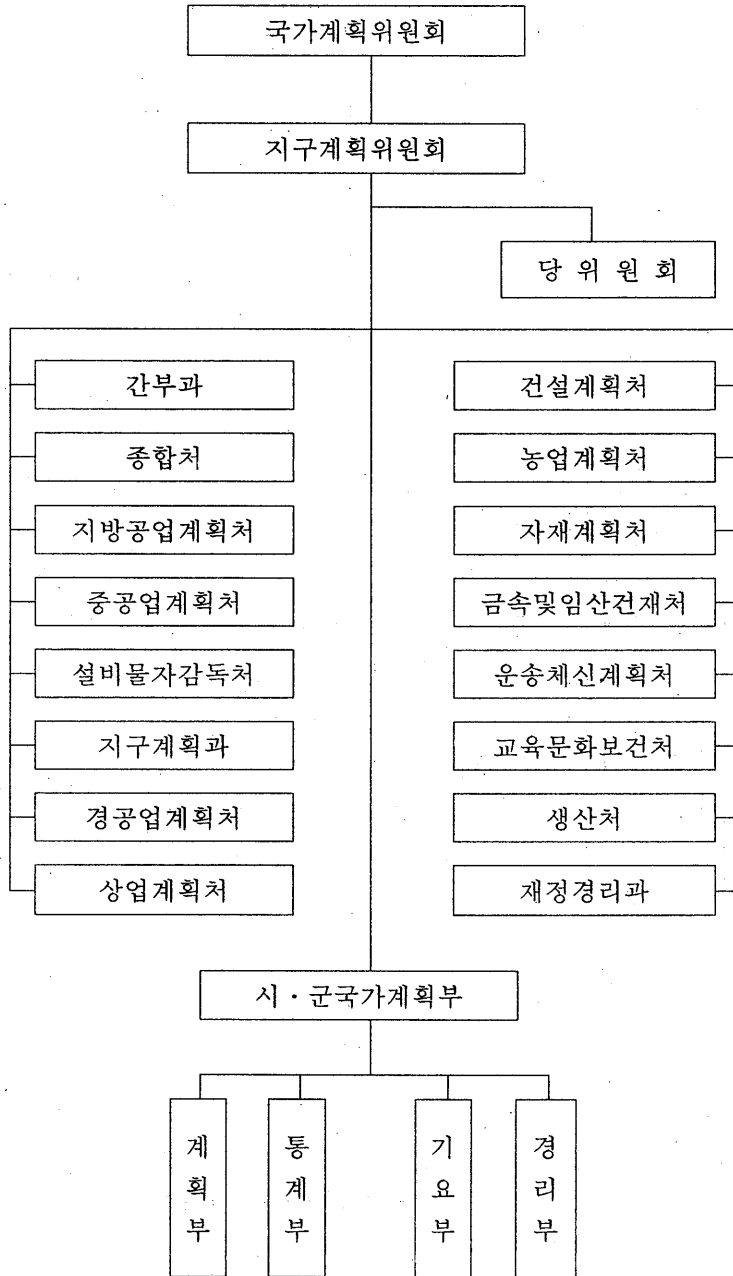 국가계획위원회
지구계획위원회
당 위 원 회
간부과
종합처
지방공업계획처
중공업계획처
설비물자감독처
지구계획과
경공업계획처
상업계획처
건설계획처
농업계획처
자재계획처
금속및임산건재처
운송체신계획처
교육문화보건처
생산처
재정경리과
시・군국가계획부
계획부
통계부
기요부
경리부